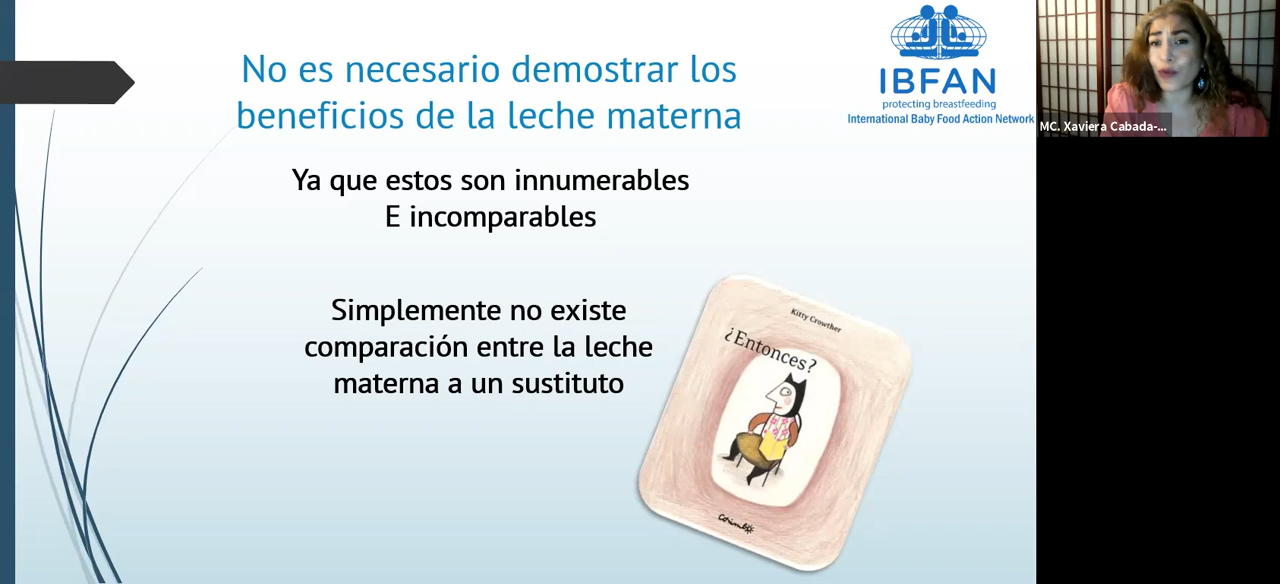 No es necesario demostrar los
beneficios de la leche materna
IBFAN
protecting breastfeeding
International Baby Food Action Network
MC. Xaviera Cabada-...
Ya que estos son innumerables
E incomparables
Simplemente no existe
comparación entre la leche
materna a un sustituto
Kitty Crowther
¿Entonces?
Corimbo